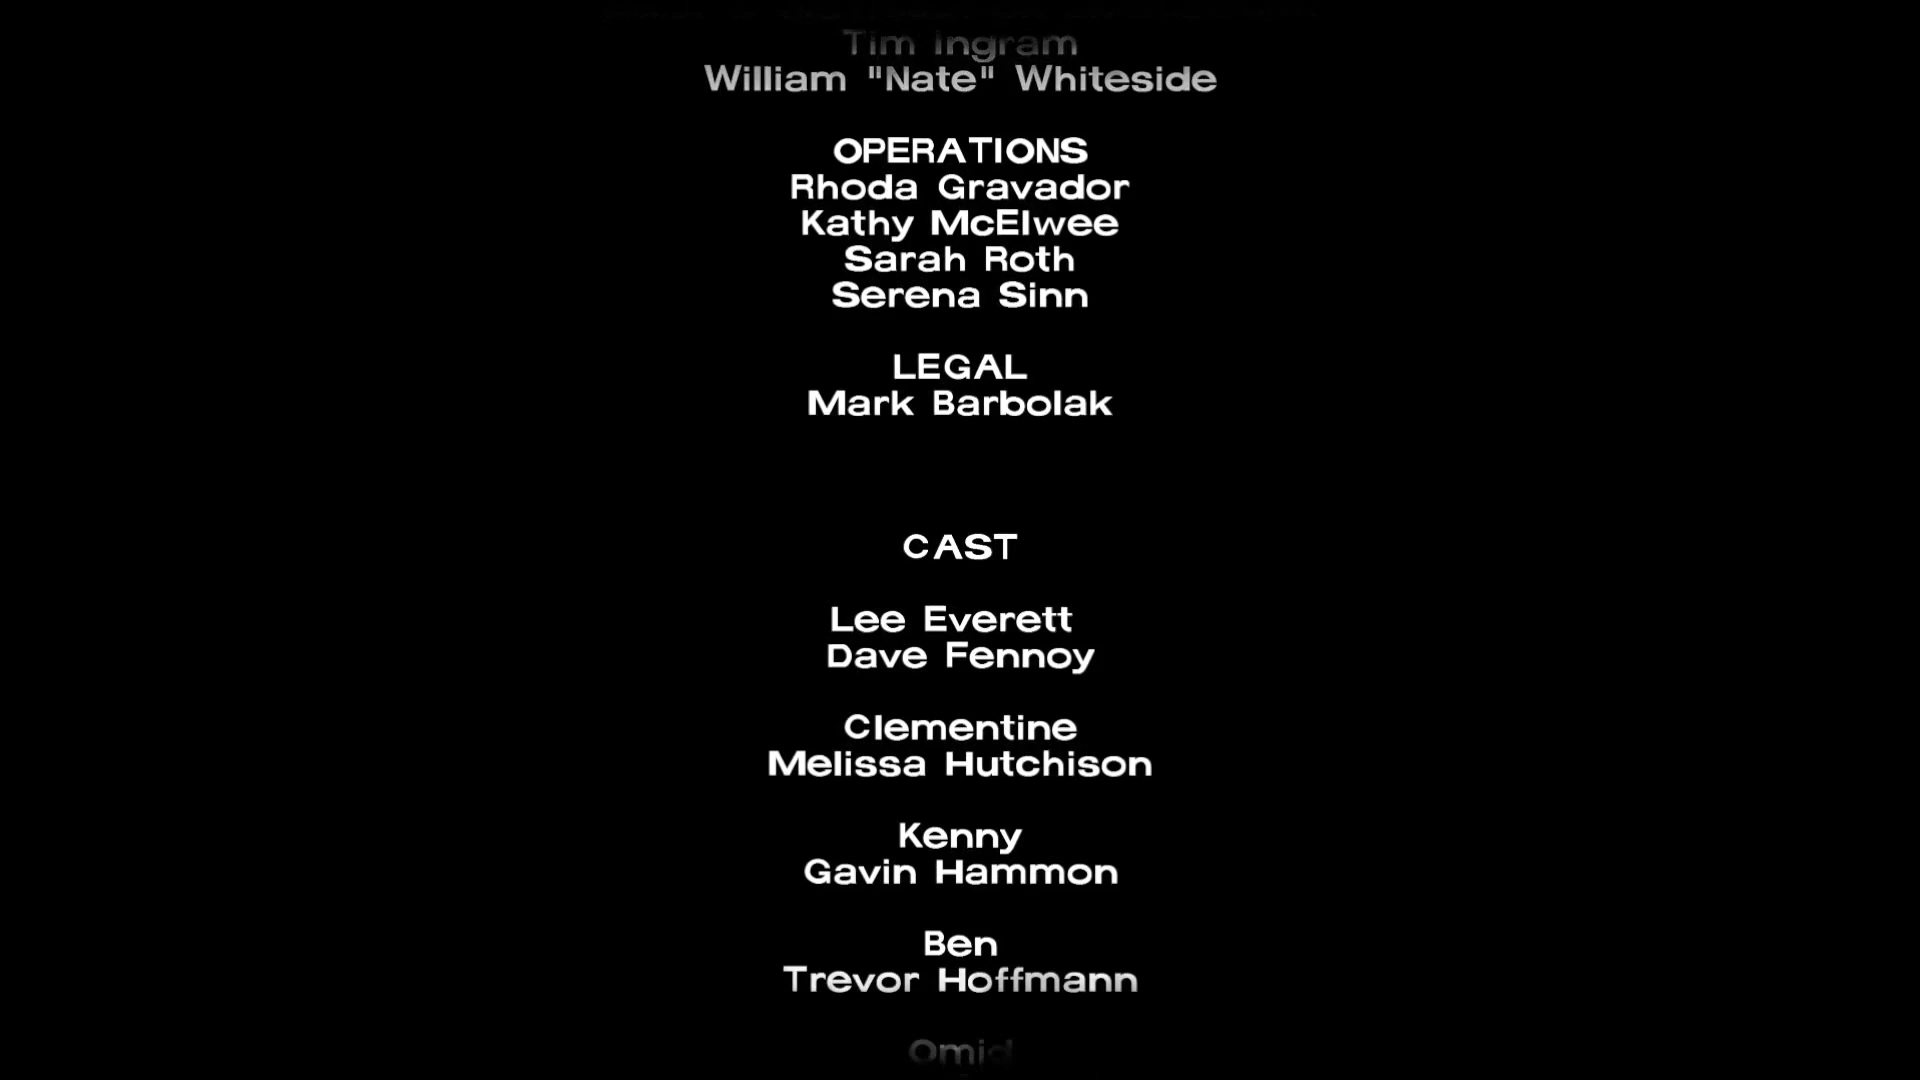 Tim Ingram
William "Nate" Whiteside
OPERATIONS
Rhoda Gravador
Kathy McElwee
Sarah Roth
Serena Sinn
LEGAL
Mark Barbolak
CAST
Lee Everett
Dave Fennoy
Clementine
Melissa Hutchison
Kenny
Gavin Hammon
Ben
Trevor Hoffmann
Omid